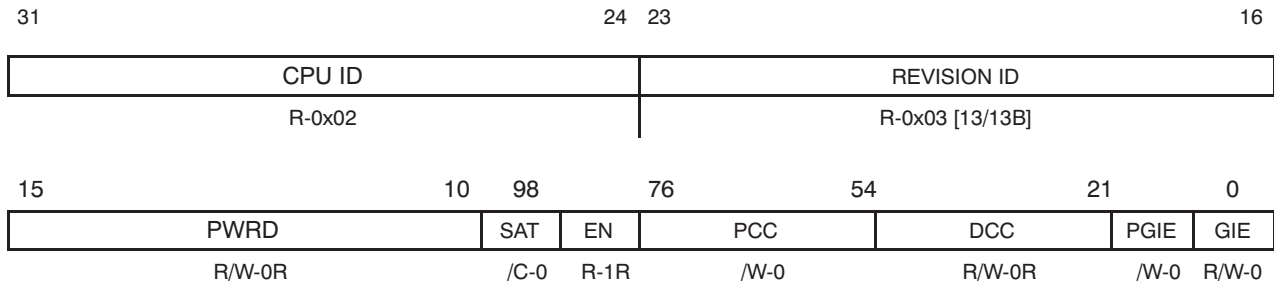 31 24 23 16
CPU ID REVISION ID
R-0x02 R-0x03 [13/13B]
15 10 98 76 54 21 0
PWRD SAT EN PCC DCC PGIE GIE
R/W-0R /C-0 R-1R /W-0 R/W-0R /W-0 R/W-0